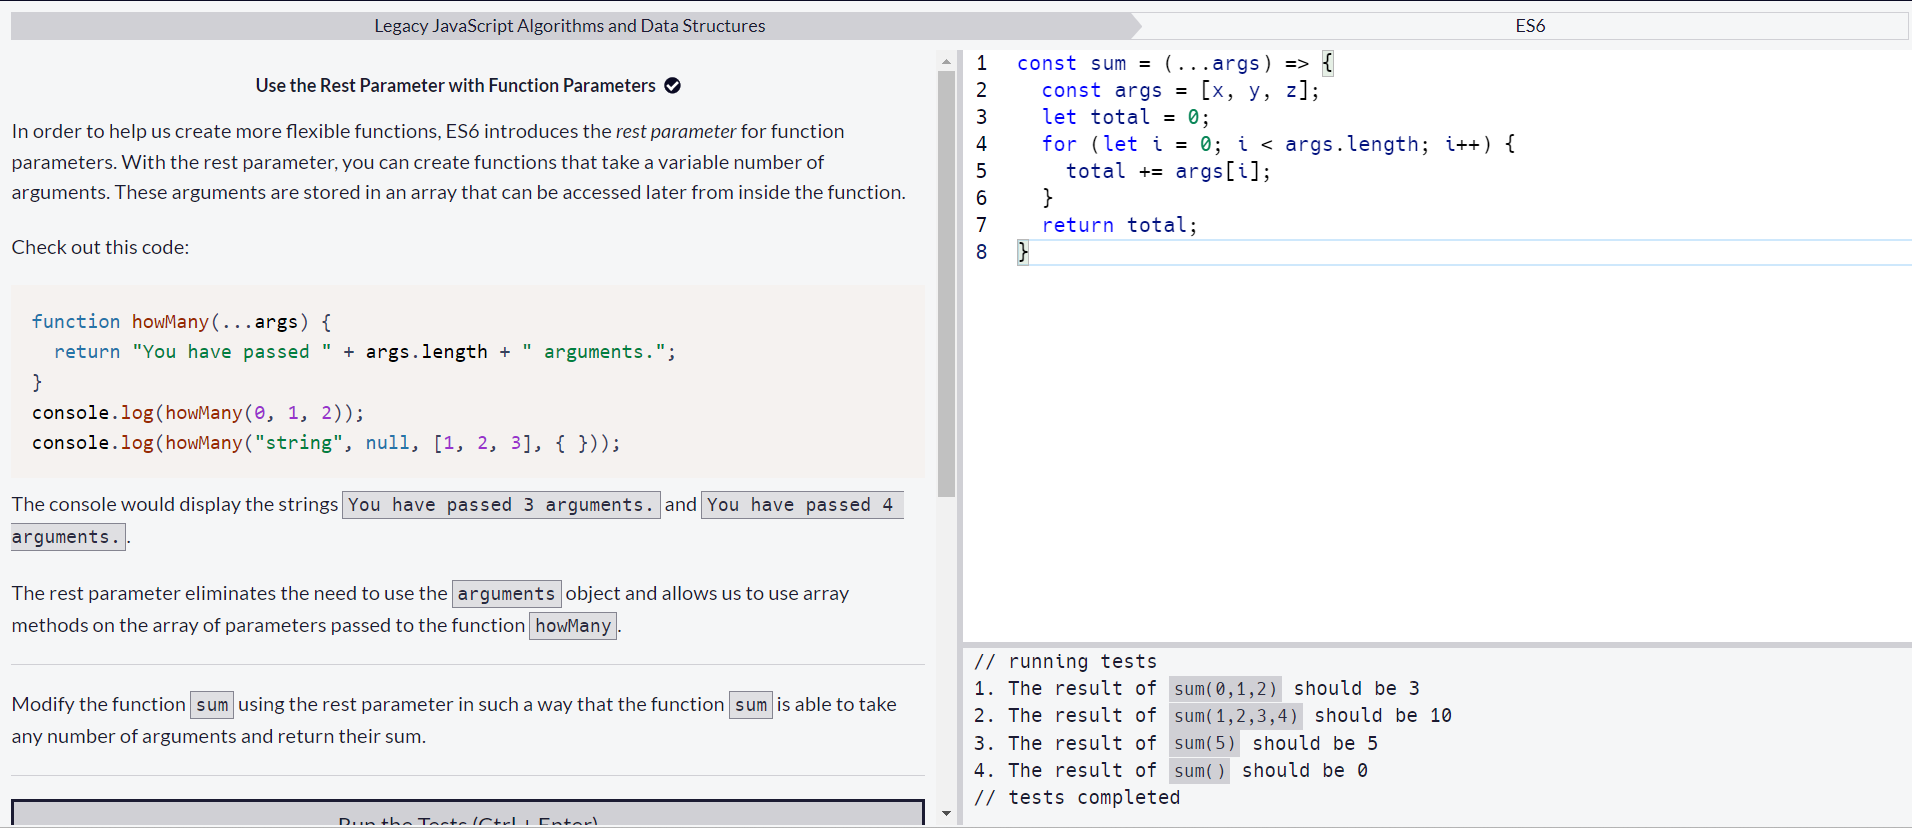 Legacy JavaScript Algorithms and Data Structures
ES6
Use the Rest Parameter with Function Parameters
In order to help us create more flexible functions, ES6 introduces the rest parameter for function
parameters. With the rest parameter, you can create functions that take a variable number of
arguments. These arguments are stored in an array that can be accessed later from inside the function.
Check out this code:
function howMany(...args) {
  return "You have passed " + args.length + " arguments.";
}
console.log(howMany(0, 1, 2));
console.log(howMany("string", null, [1, 2, 3], { }));
The console would display the strings You have passed 3 arguments. and You have passed 4
arguments..
The rest parameter eliminates the need to use the arguments object and allows us to use array
methods on the array of parameters passed to the function howMany.
Modify the function sum using the rest parameter in such a way that the function sum is able to take
any number of arguments and return their sum.
Run the Tests (Ctrl + Enter)
1 const sum = (...args) => {
2   const args = [x, y, z];
3   let total = 0;
4   for (let i = 0; i < args.length; i++) {
5     total += args[i];
6   }
7   return total;
8 }
// running tests
1. The result of sum(0,1,2) should be 3
2. The result of sum(1,2,3,4) should be 10
3. The result of sum(5) should be 5
4. The result of sum() should be 0
// tests completed